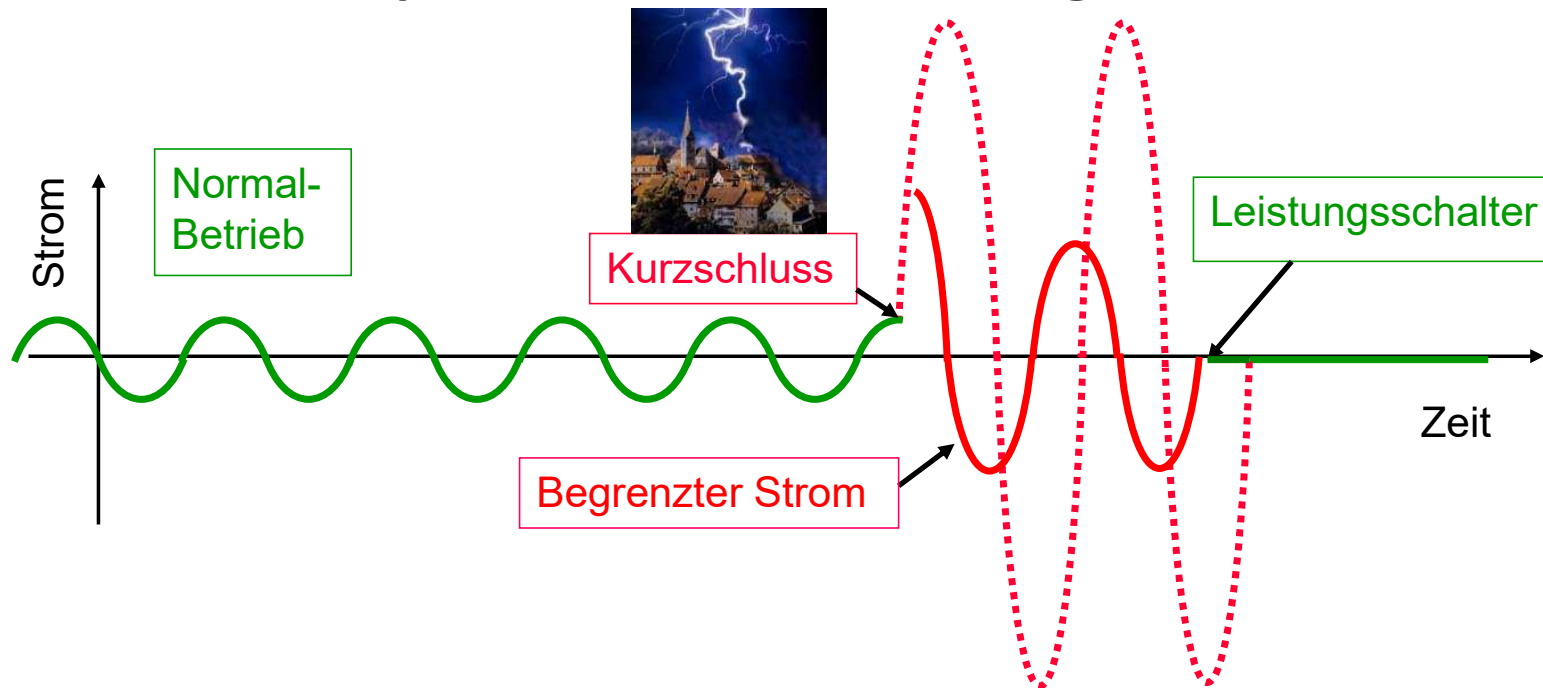 Strom
Normal-
Betrieb
Kurzschluss
Leistungsschalter
Zeit
Begrenzter Strom